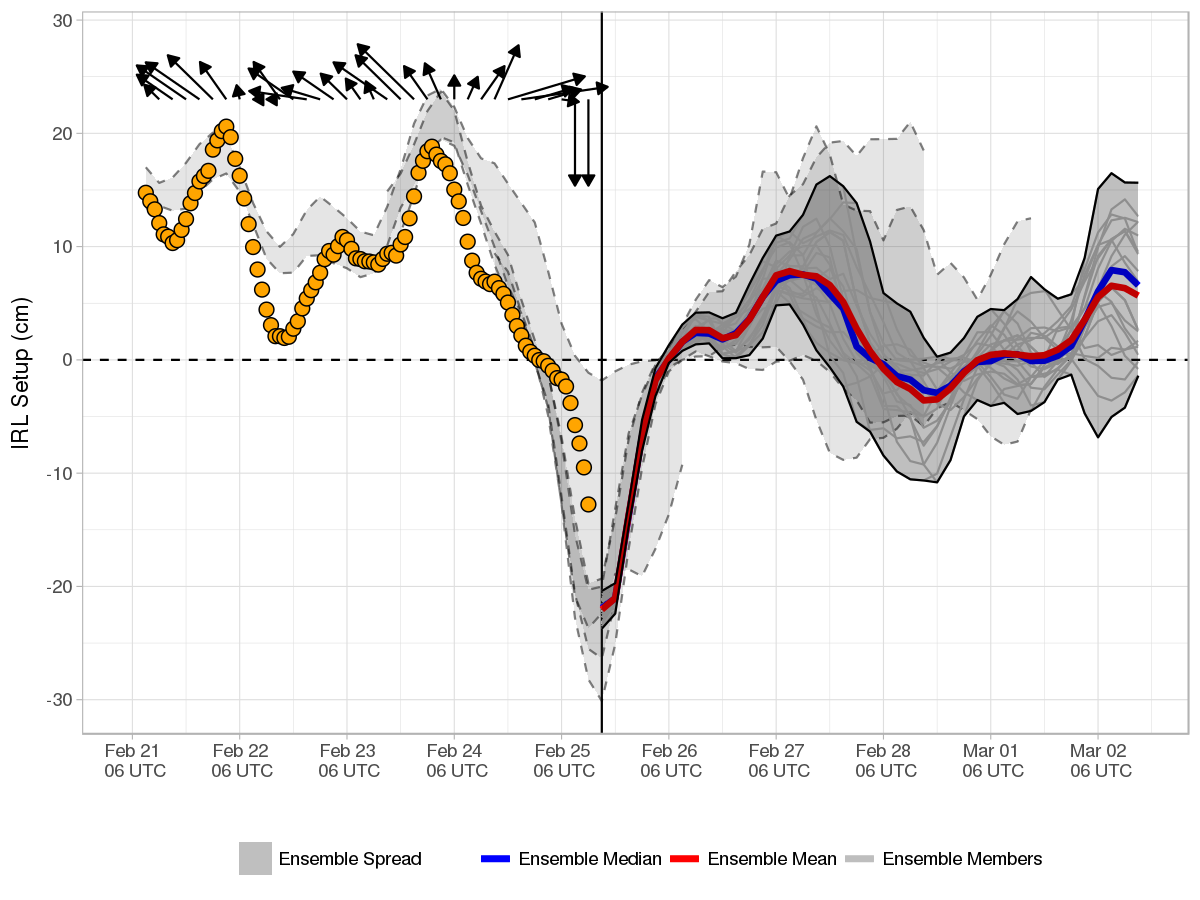 IRL Setup (cm)
30
20
10
0
-10
-20
-30
Feb 21
06 UTC
Feb 22
06 UTC
Feb 23
06 UTC
Feb 24
06 UTC
Feb 25
06 UTC
Feb 26
06 UTC
Feb 27
06 UTC
Feb 28
06 UTC
Mar 01
06 UTC
Mar 02
06 UTC
Ensemble Spread
Ensemble Median
Ensemble Mean
Ensemble Members